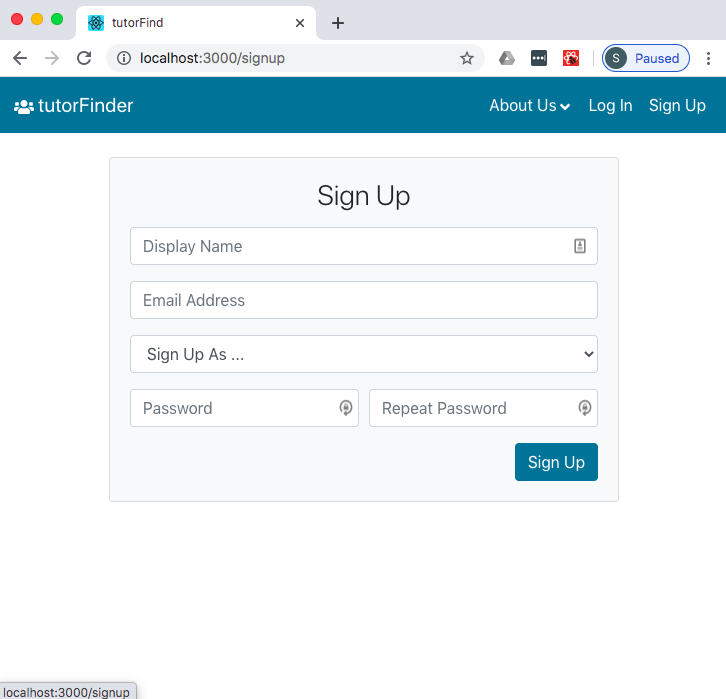 tutorFind
localhost:3000/signup
S Paused
tutorFinder About Us Log In Sign Up
Sign Up
Display Name
Email Address
Sign Up As ...
Password Repeat Password
Sign Up
localhost:3000/signup